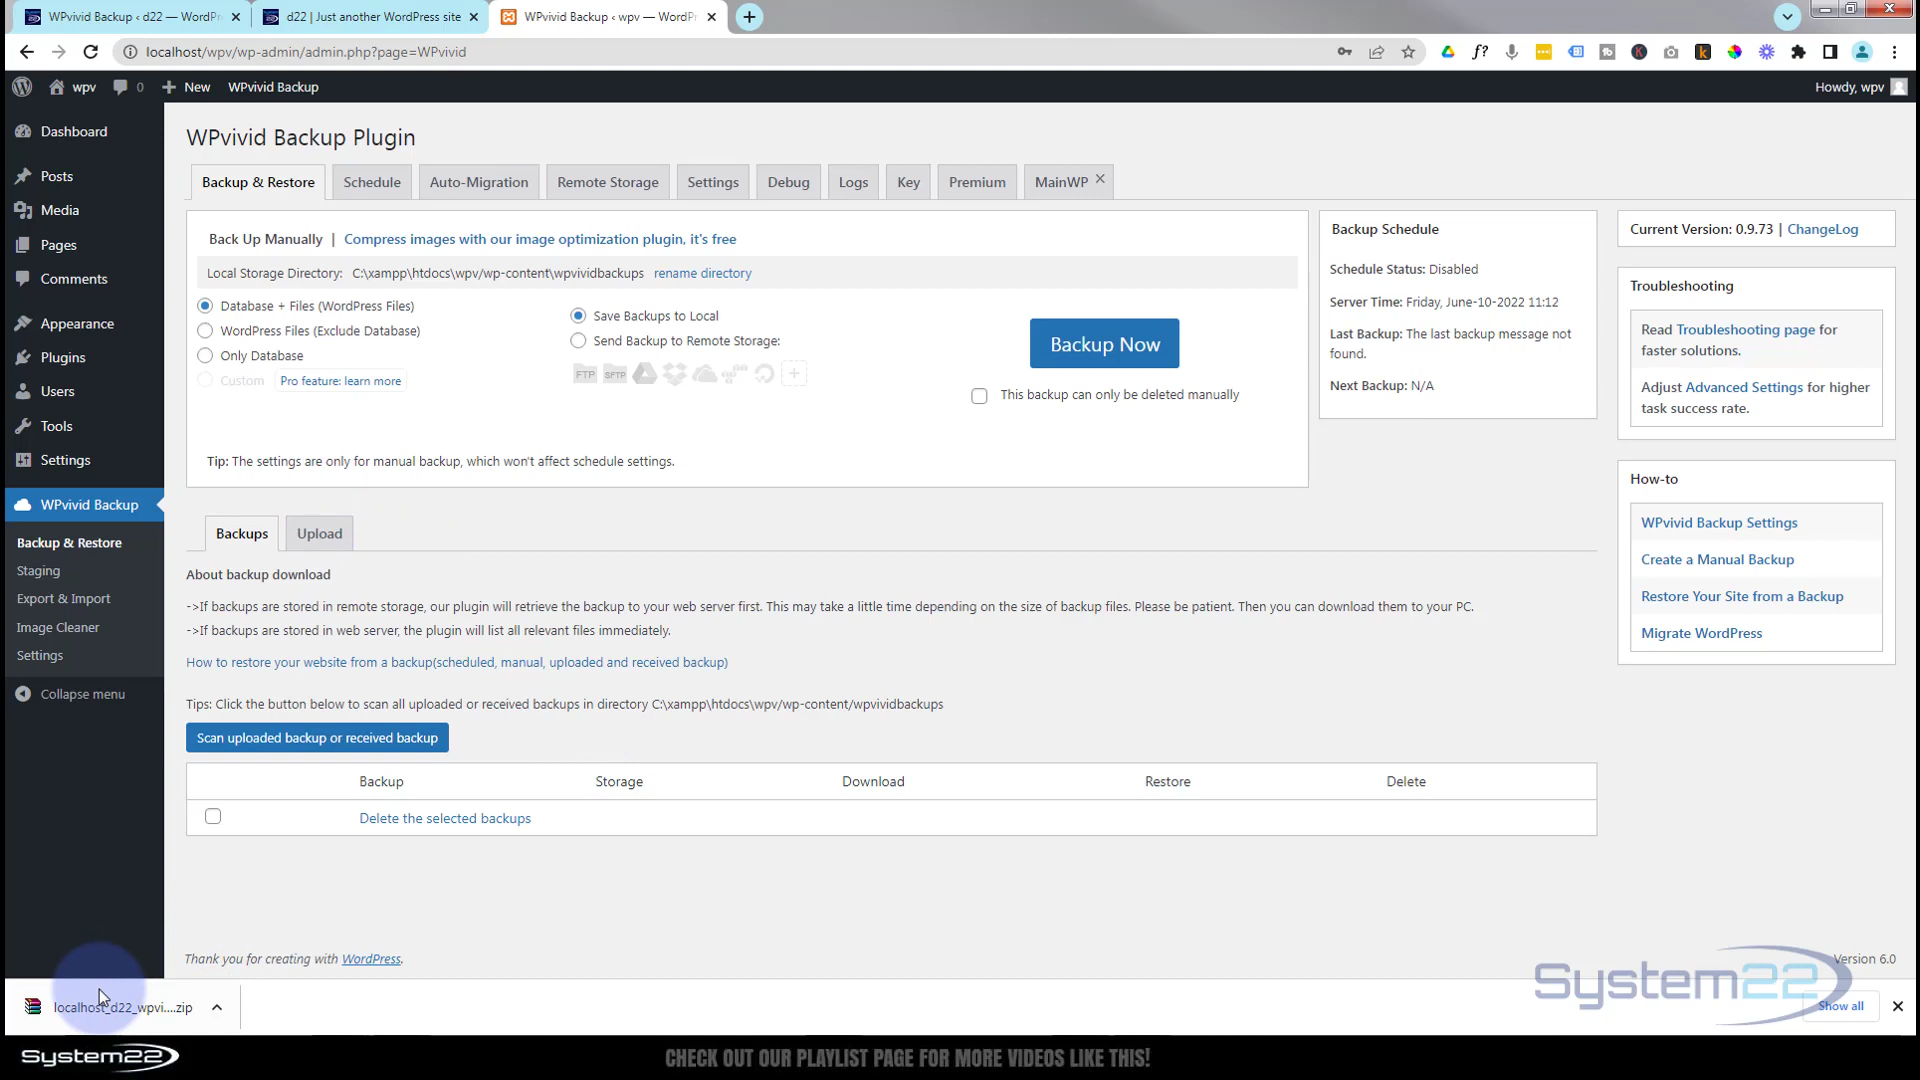 WPvivid Backup ‹ d22 — WordPr
d22 | Just another WordPress site
WPvivid Backup ‹ wpv — WordPr
localhost/wpv/wp-admin/admin.php?page=WPvivid
wpv
0
New
WPvivid Backup
Howdy, wpv
Dashboard
Posts
Media
Pages
Comments
Appearance
Plugins
Users
Tools
Settings
WPvivid Backup
Backup & Restore
Staging
Export & Import
Image Cleaner
Settings
Collapse menu
WPvivid Backup Plugin
Backup & Restore
Schedule
Auto-Migration
Remote Storage
Settings
Debug
Logs
Key
Premium
MainWP
Back Up Manually | Compress images with our image optimization plugin, it's free
Local Storage Directory: C:\xampp\htdocs\wpv/wp-content\wpvividbackups rename directory
Database + Files (WordPress Files)
WordPress Files (Exclude Database)
Only Database
Custom Pro feature: learn more
Save Backups to Local
Send Backup to Remote Storage:
FTP
SFTP
Backup Now
This backup can only be deleted manually
Tip: The settings are only for manual backup, which won't affect schedule settings.
Backup Schedule
Schedule Status: Disabled
Server Time: Friday, June-10-2022 11:12
Last Backup: The last backup message not
found.
Next Backup: N/A
Current Version: 0.9.73 | ChangeLog
Troubleshooting
Read Troubleshooting page for
faster solutions.
Adjust Advanced Settings for higher
task success rate.
How-to
WPvivid Backup Settings
Create a Manual Backup
Restore Your Site from a Backup
Migrate WordPress
Backups
Upload
About backup download
->If backups are stored in remote storage, our plugin will retrieve the backup to your web server first. This may take a little time depending on the size of backup files. Please be patient. Then you can download them to your PC.
->If backups are stored in web server, the plugin will list all relevant files immediately.
How to restore your website from a backup(scheduled, manual, uploaded and received backup)
Tips: Click the button below to scan all uploaded or received backups in directory C:\xampp\htdocs\wpv/wp-content/wpvividbackups
Scan uploaded backup or received backup
Backup Storage Download Restore Delete
Delete the selected backups
Thank you for creating with WordPress.
Version 6.0
System22
localhost_d22_wpvi....zip
Show all
System22
CHECK OUT OUR PLAYLIST PAGE FOR MORE VIDEOS LIKE THIS!